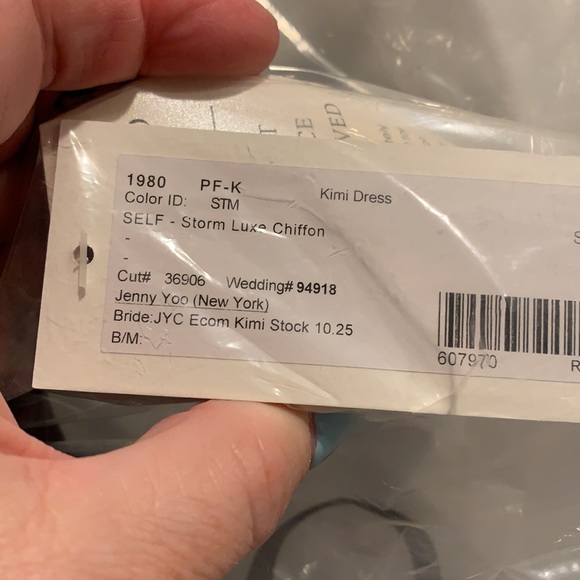 1980 PF-K Kimi Dress
Color ID: STM
SELF - Storm Luxe Chiffon
-
-
Cut# 36906 Wedding# 94918
Jenny Yoo (New York)
Bride:JYC Ecom Kimi Stock 10.25
B/M:
607970 R